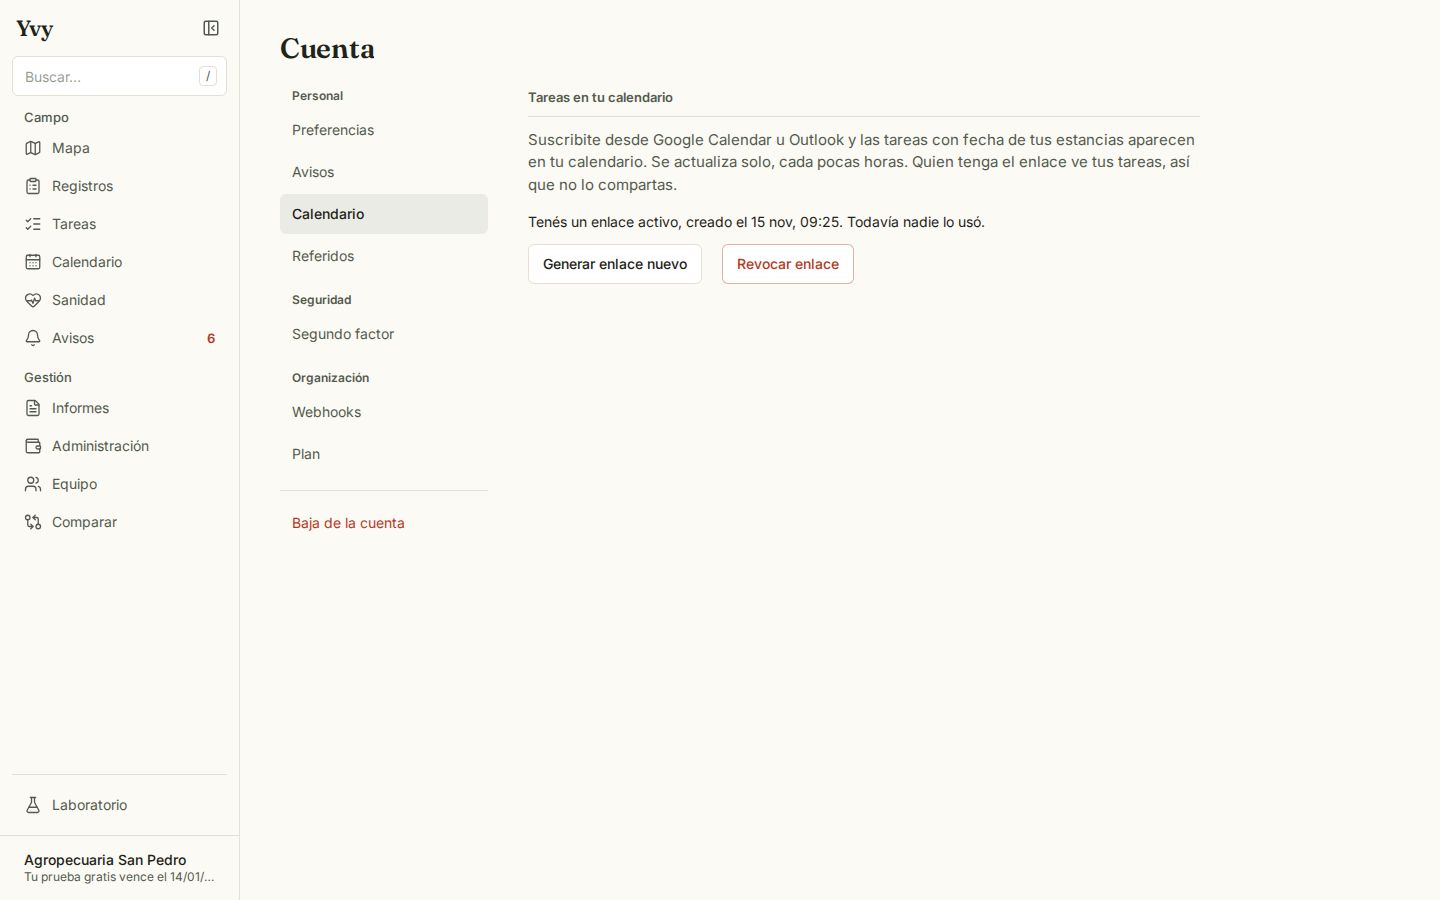 Yvy
Buscar...
/
Campo
Mapa
Registros
Tareas
Calendario
Sanidad
Avisos
6
Gestión
Informes
Administración
Equipo
Comparar
Laboratorio
Agropecuaria San Pedro
Tu prueba gratis vence el 14/01/...
Cuenta
Personal
Preferencias
Avisos
Calendario
Referidos
Seguridad
Segundo factor
Organización
Webhooks
Plan
Baja de la cuenta
Tareas en tu calendario
Suscribite desde Google Calendar u Outlook y las tareas con fecha de tus estancias aparecen
en tu calendario. Se actualiza solo, cada pocas horas. Quien tenga el enlace ve tus tareas, así
que no lo compartas.
Tenés un enlace activo, creado el 15 nov, 09:25. Todavía nadie lo usó.
Generar enlace nuevo
Revocar enlace